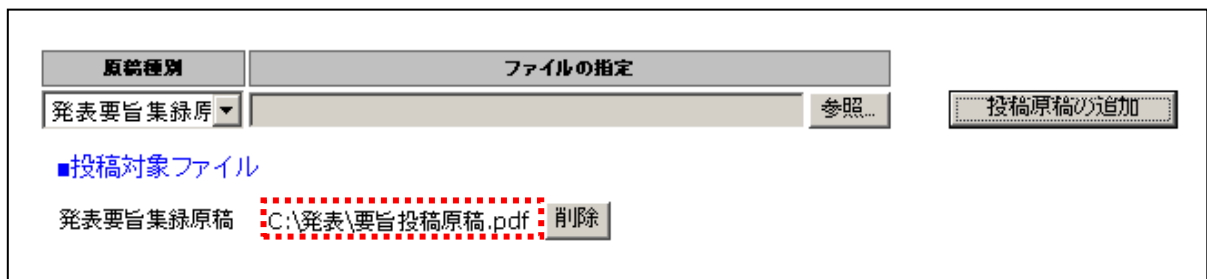 原稿種別 ファイルの指定
発表要旨集録原 参照... 投稿原稿の追加
■投稿対象ファイル
発表要旨集録原稿 C:\発表\要旨投稿原稿.pdf 削除